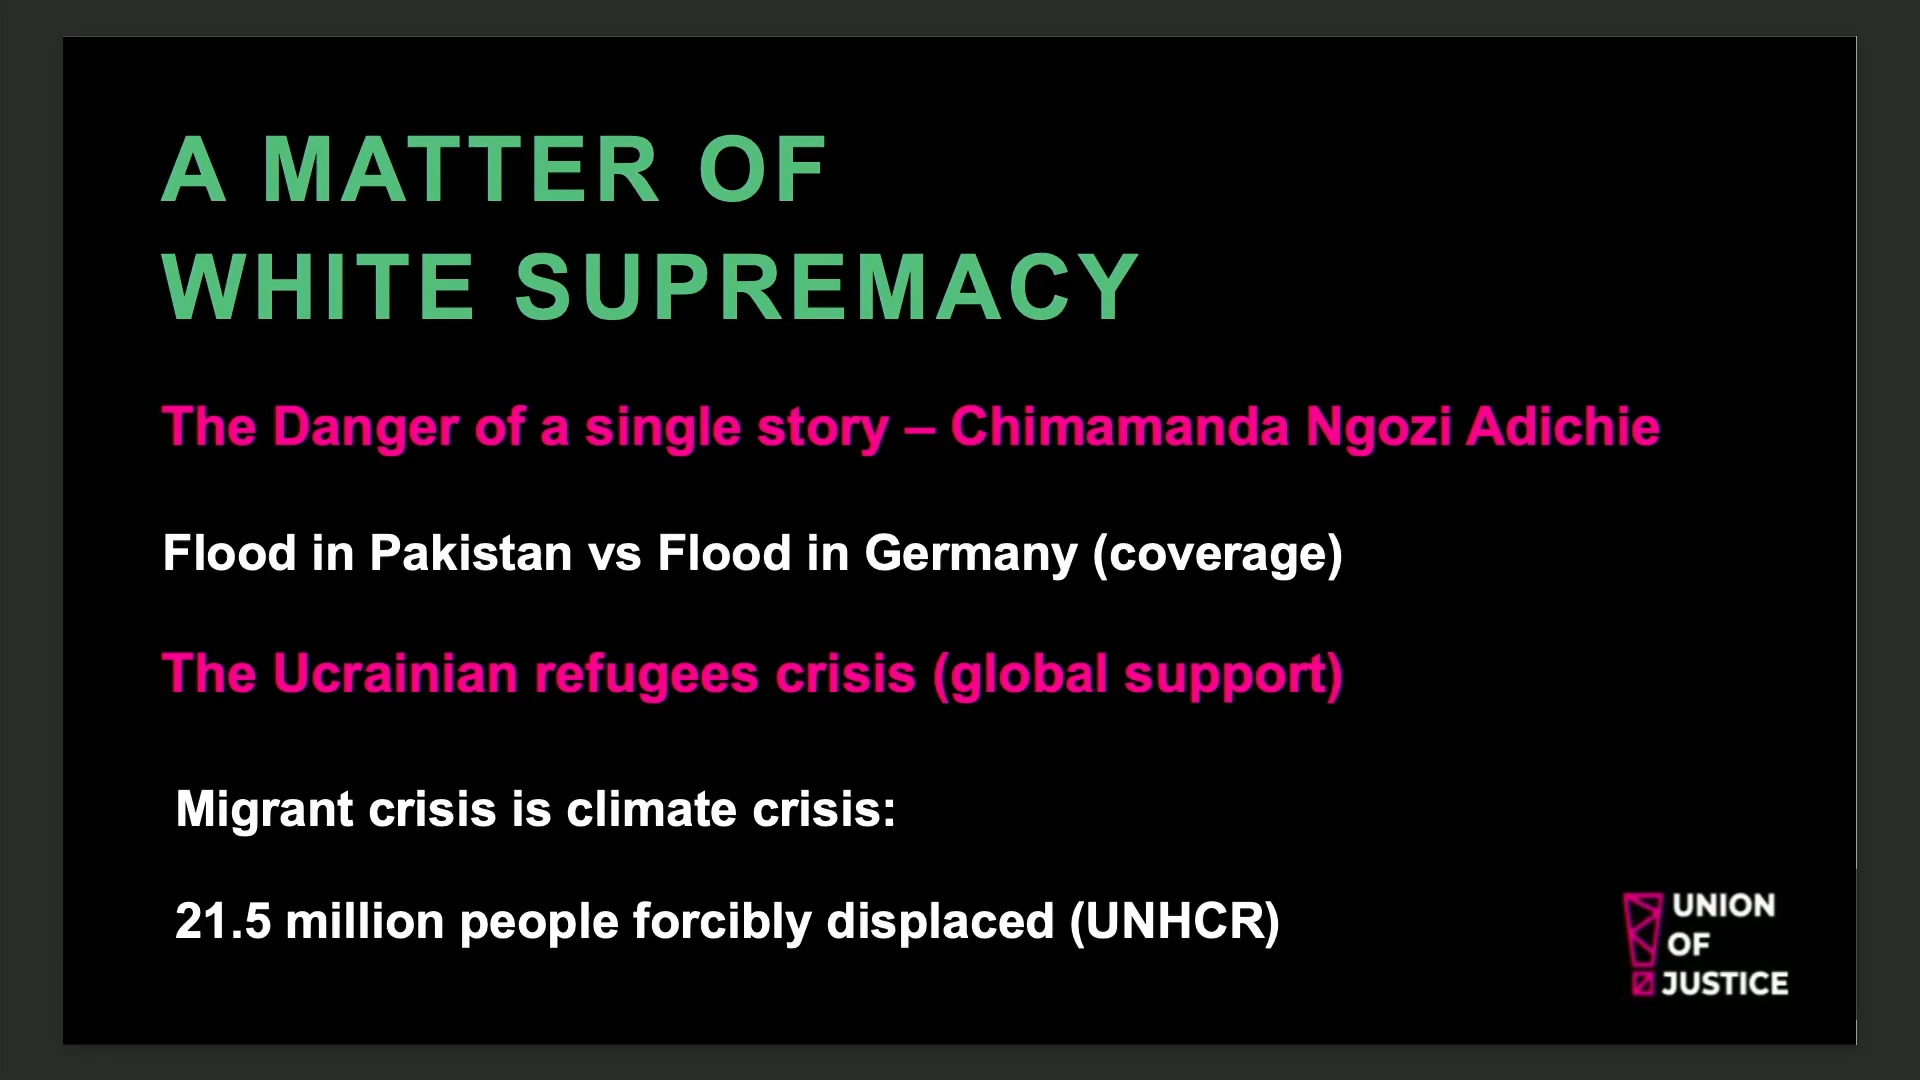 A MATTER OF
WHITE SUPREMACY
The Danger of a single story – Chimamanda Ngozi Adichie
Flood in Pakistan vs Flood in Germany (coverage)
The Ucrainian refugees crisis (global support)
Migrant crisis is climate crisis:
21.5 million people forcibly displaced (UNHCR)
UNION
OF
JUSTICE